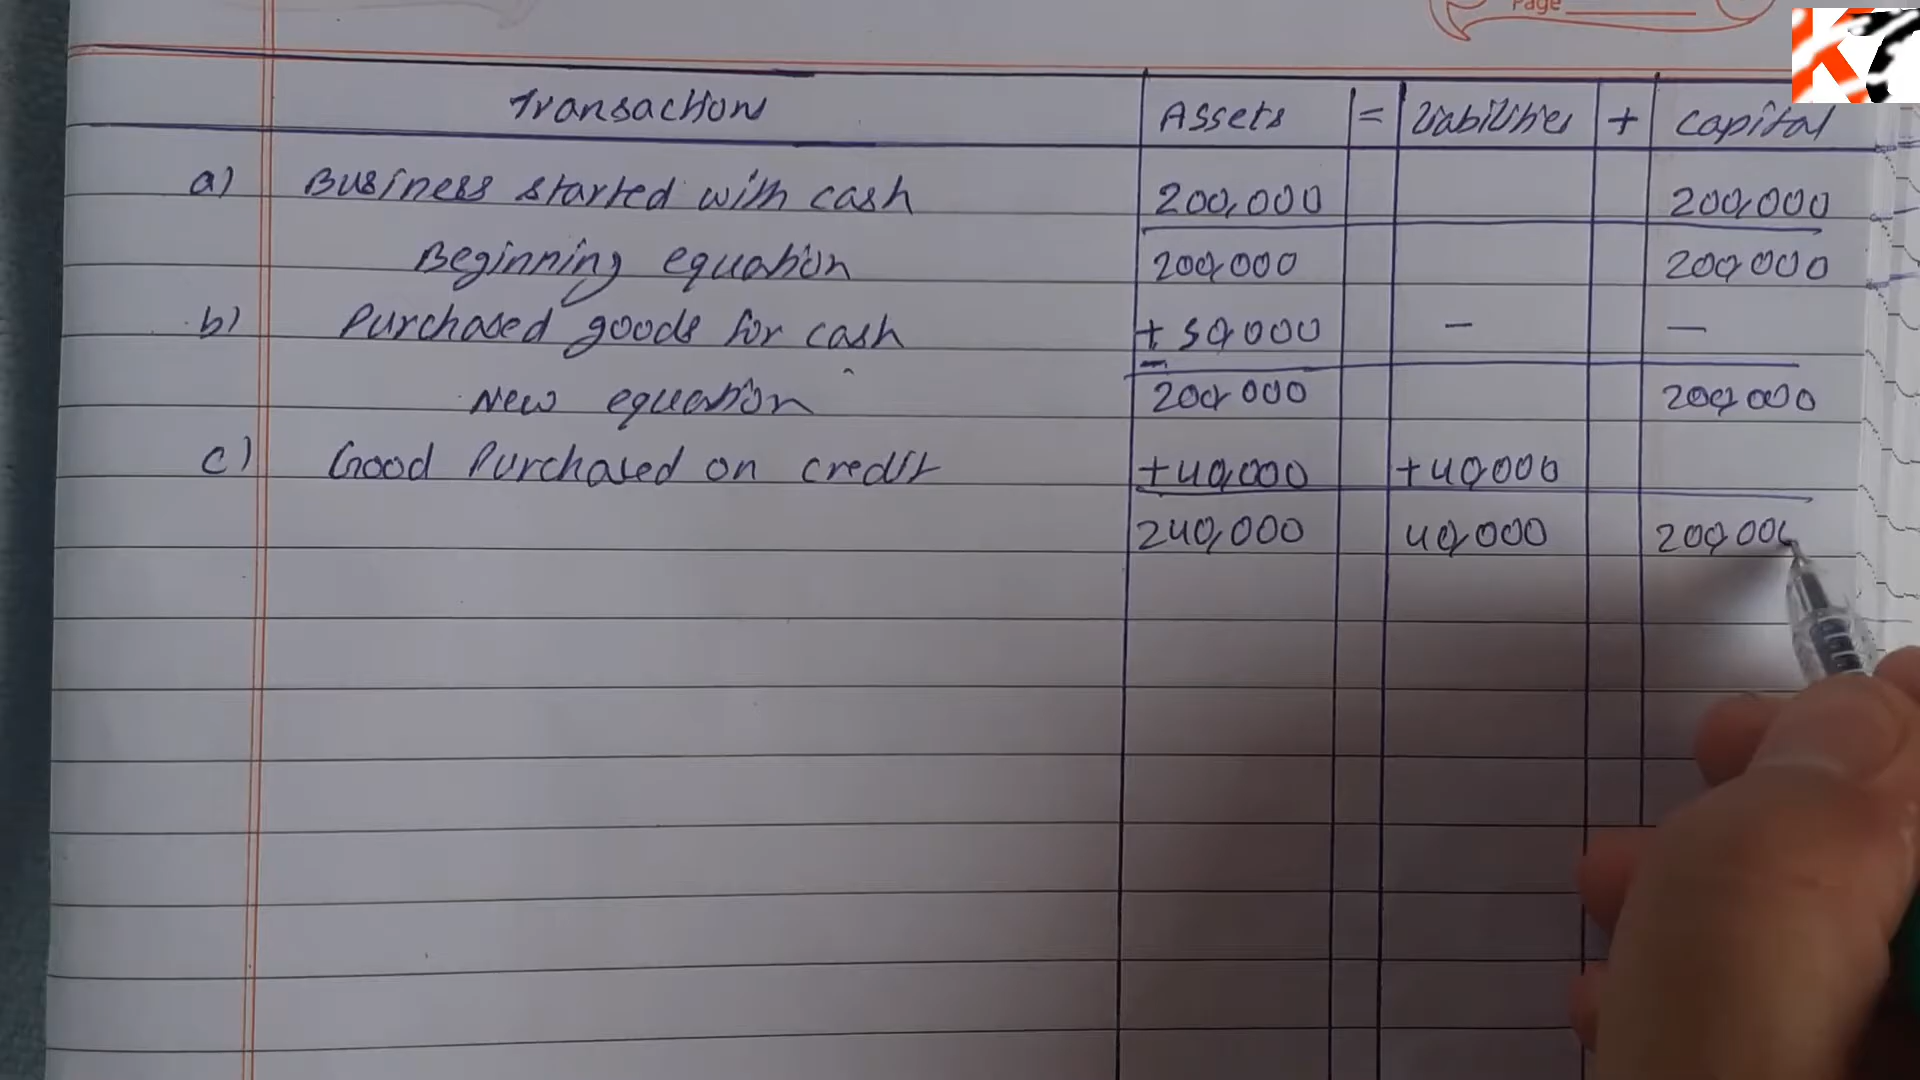 Page
Transaction Assets = Liabilities + Capital
a) Business started with cash 200,000 200,000
Beginning equation 200,000 200,000
b) Purchased goods for cash ± 50,000 – –
New equation 200,000 200,000
c) Good Purchased on credit +40,000 +40,000
240,000 40,000 200,000